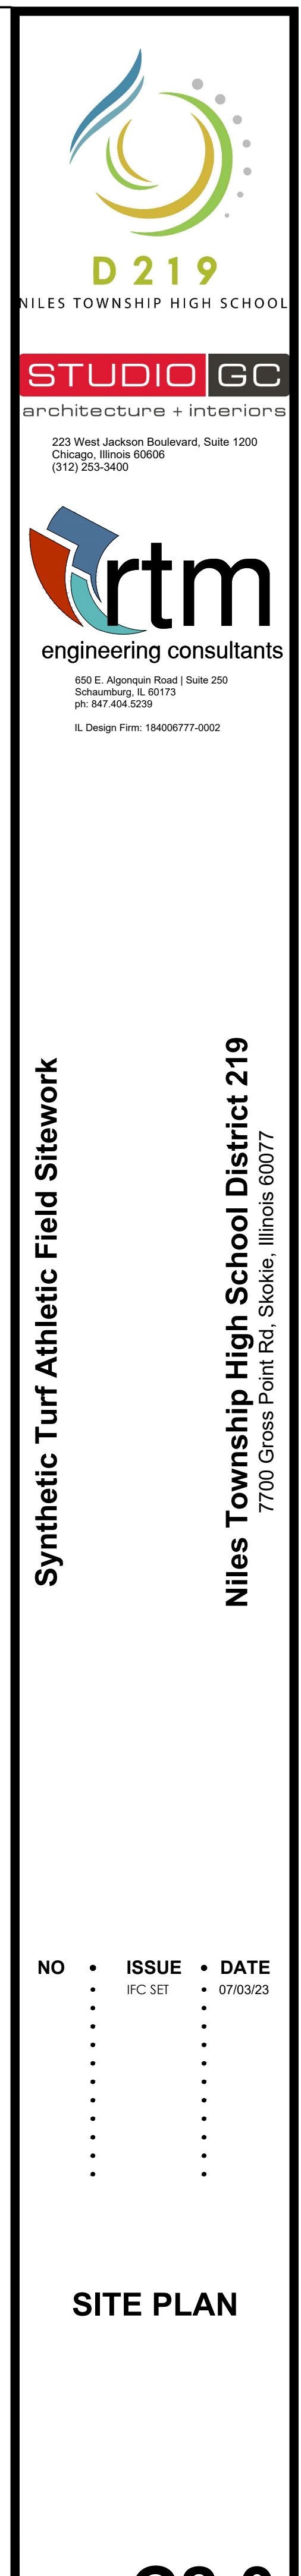 D219
NILES TOWNSHIP HIGH SCHOOL
STUDIO GC
architecture + interiors
223 West Jackson Boulevard, Suite 1200
Chicago, Illinois 60606
(312) 253-3400
rtm
engineering consultants
650 E. Algonquin Road | Suite 250
Schaumburg, IL 60173
ph: 847.404.5239
IL Design Firm: 184006777-0002
Synthetic Turf Athletic Field Sitework
Niles Township High School District 219
7700 Gross Point Rd, Skokie, Illinois 60077
NO • ISSUE • DATE
• IFC SET • 07/03/23
SITE PLAN